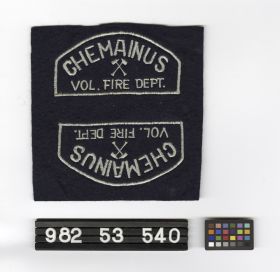 CHEMAINUS
VOL. FIRE DEPT.
VOL. FIRE DEPT.
CHEMAINUS
982 53 540